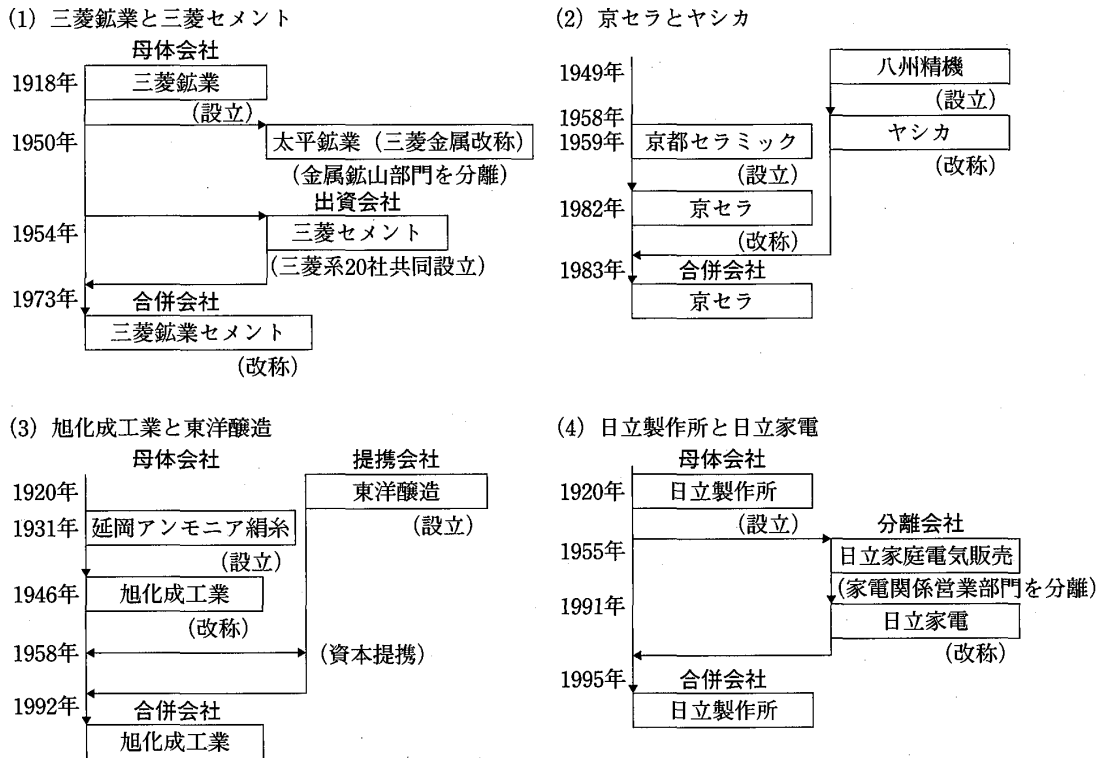 (1) 三菱鉱業と三菱セメント
母体会社
1918年
三菱鉱業
(設立)
1950年
太平鉱業（三菱金属改称）
(金属鉱山部門を分離)
出資会社
1954年
三菱セメント
(三菱系20社共同設立)
1973年
合併会社
三菱鉱業セメント
(改称)
(2) 京セラとヤシカ
1949年
八州精機
(設立)
1958年
ヤシカ
1959年
京都セラミック
(改称)
(設立)
1982年
京セラ
(改称)
1983年
合併会社
京セラ
(3) 旭化成工業と東洋醸造
母体会社
提携会社
1920年
東洋醸造
1931年
延岡アンモニア絹糸
(設立)
(設立)
1946年
旭化成工業
(改称)
1958年
(資本提携)
1992年
合併会社
旭化成工業
(4) 日立製作所と日立家電
母体会社
1920年
日立製作所
(設立)
分離会社
1955年
日立家庭電気販売
(家電関係営業部門を分離)
1991年
日立家電
(改称)
1995年
合併会社
日立製作所